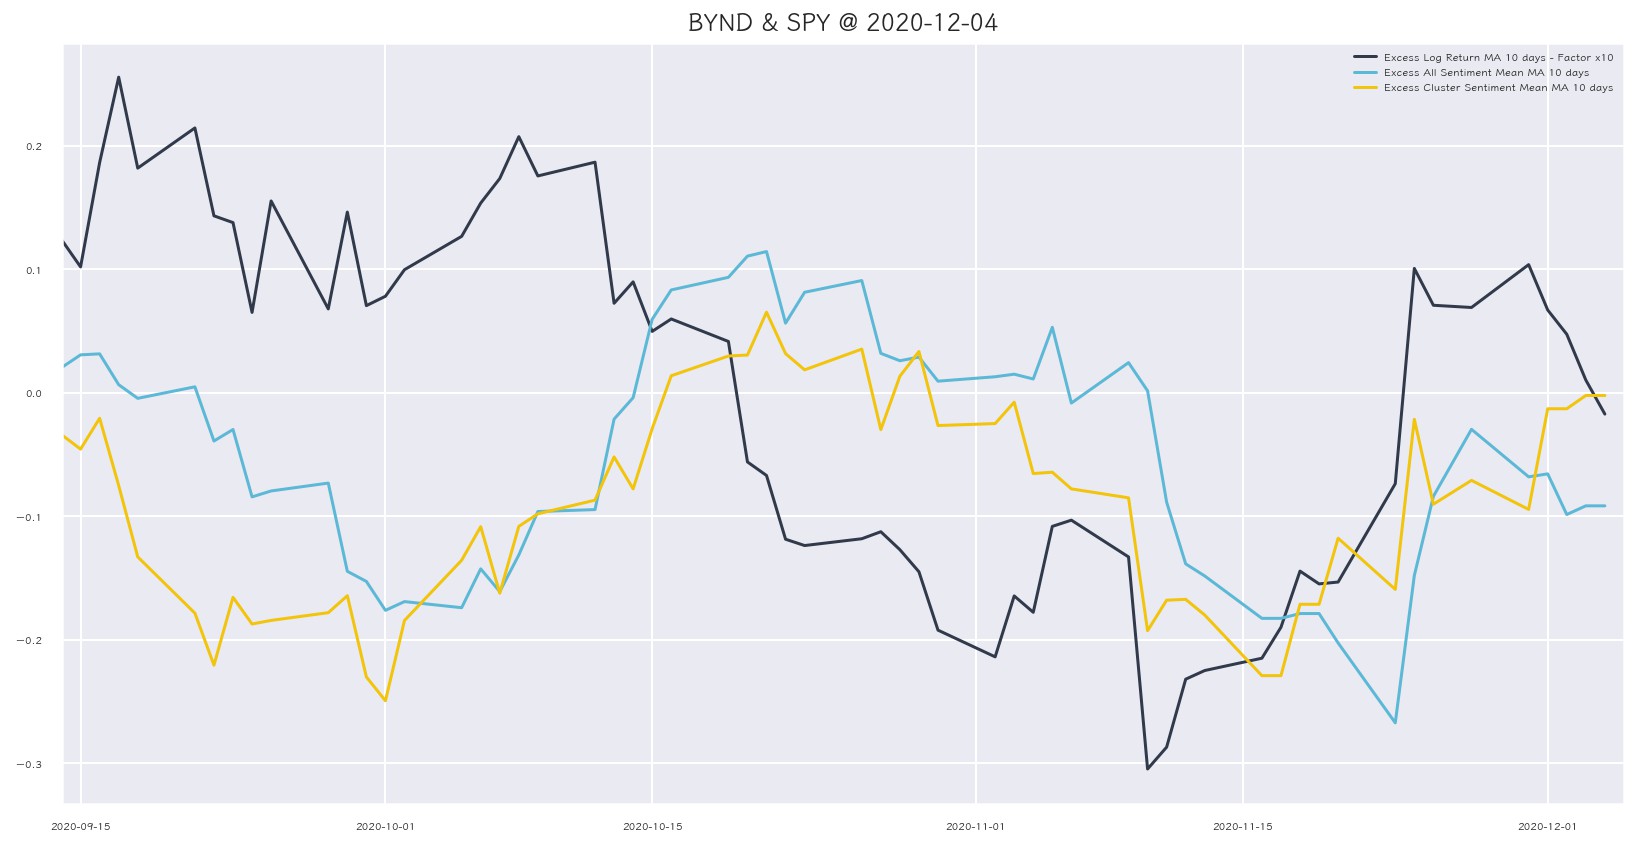 BYND & SPY @ 2020-12-04
Excess Log Return MA 10 days - Factor x10
Excess All Sentiment Mean MA 10 days
Excess Cluster Sentiment Mean MA 10 days
0.2
0.1
0.0
−0.1
−0.2
−0.3
2020-09-15 2020-10-01 2020-10-15 2020-11-01 2020-11-15 2020-12-01